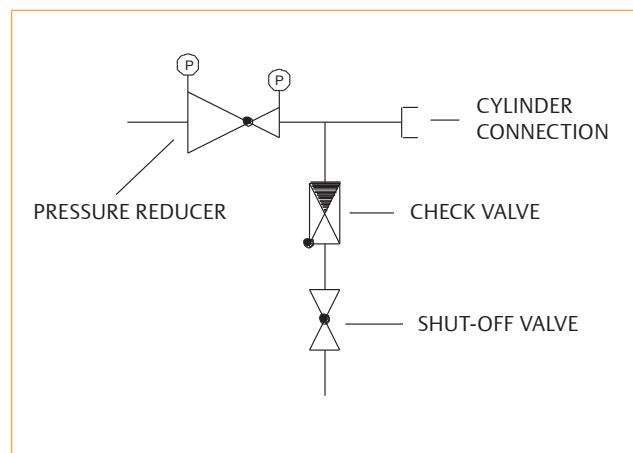 P
P
CYLINDER
CONNECTION
PRESSURE REDUCER
CHECK VALVE
SHUT-OFF VALVE